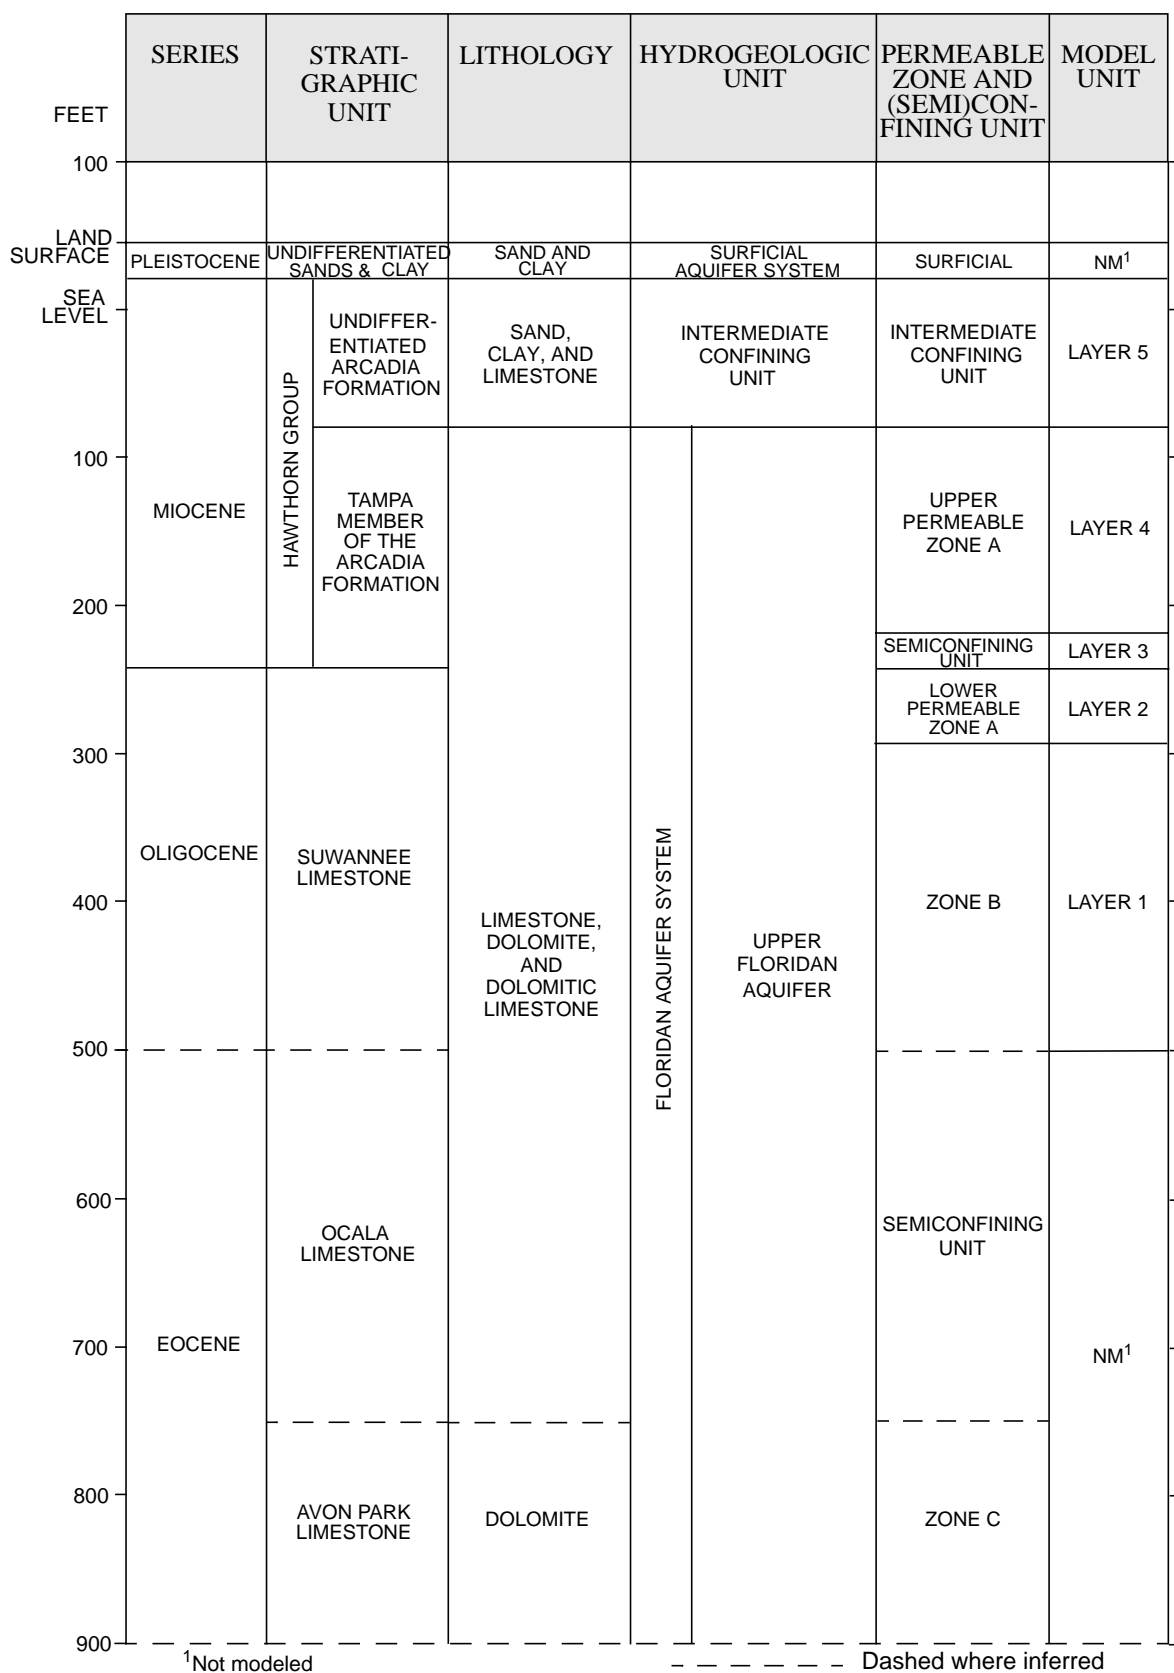 SERIES
STRATI-
GRAPHIC
UNIT
LITHOLOGY
HYDROGEOLOGIC
UNIT
PERMEABLE
ZONE AND
(SEMI)CON-
FINING UNIT
MODEL
UNIT
FEET
100
LAND
SURFACE
PLEISTOCENE
UNDIFFERENTIATED
SANDS & CLAY
SAND AND
CLAY
SURFICIAL
AQUIFER SYSTEM
SURFICIAL
NM1
SEA
LEVEL
HAWTHORN GROUP
UNDIFFER-
ENTIATED
ARCADIA
FORMATION
SAND,
CLAY, AND
LIMESTONE
INTERMEDIATE
CONFINING
UNIT
INTERMEDIATE
CONFINING
UNIT
LAYER 5
100
MIOCENE
TAMPA
MEMBER
OF THE
ARCADIA
FORMATION
UPPER
PERMEABLE
ZONE A
LAYER 4
200
SEMICONFINING
UNIT
LAYER 3
LOWER
PERMEABLE
ZONE A
LAYER 2
300
OLIGOCENE
SUWANNEE
LIMESTONE
400
LIMESTONE,
DOLOMITE,
AND
DOLOMITIC
LIMESTONE
FLORIDAN AQUIFER SYSTEM
UPPER
FLORIDAN
AQUIFER
ZONE B
LAYER 1
500
600
OCALA
LIMESTONE
SEMICONFINING
UNIT
700
EOCENE
NM1
800
AVON PARK
LIMESTONE
DOLOMITE
ZONE C
900
1Not modeled
Dashed where inferred